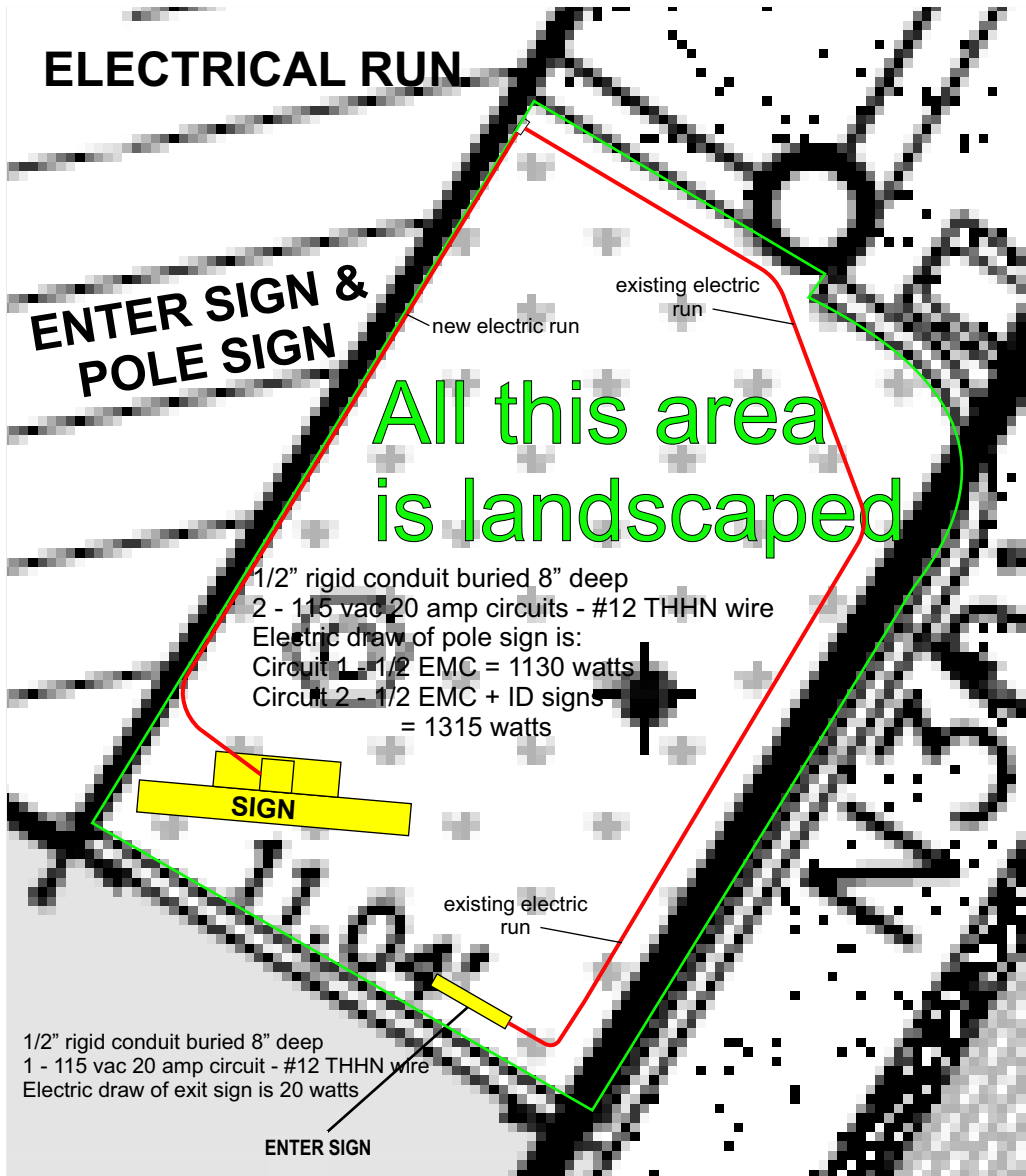 ELECTRICAL RUN
ENTER SIGN &
POLE SIGN
existing electric
run
new electric run
All this area
is landscaped
1/2” rigid conduit buried 8” deep
2 - 115 vac 20 amp circuits - #12 THHN wire
Electric draw of pole sign is:
Circuit 1 - 1/2 EMC = 1130 watts
Circuit 2 - 1/2 EMC + ID signs
= 1315 watts
SIGN
existing electric
run
1/2” rigid conduit buried 8” deep
1 - 115 vac 20 amp circuit - #12 THHN wire
Electric draw of exit sign is 20 watts
ENTER SIGN